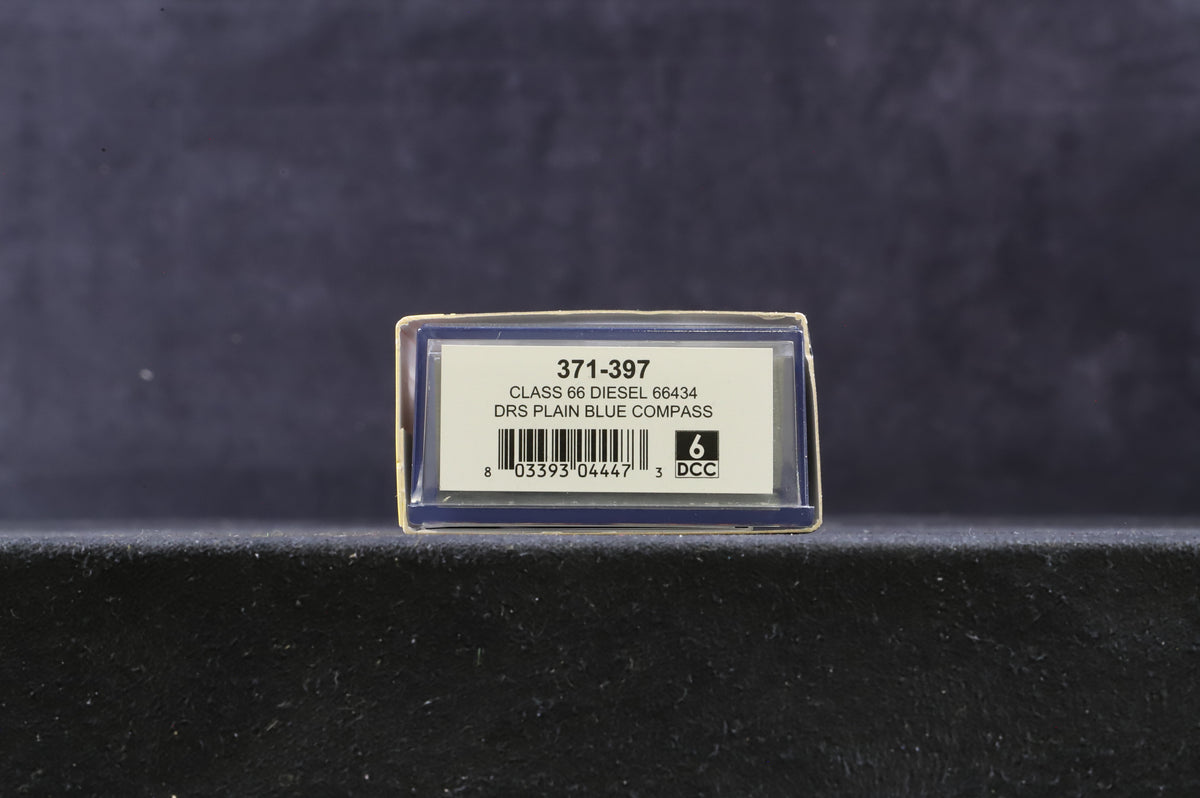 371-397
CLASS 66 DIESEL 66434
DRS PLAIN BLUE COMPASS
8 03393 04447 3
6
DCC